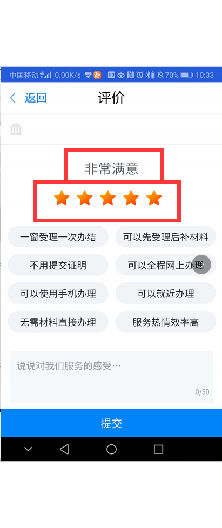 中国移动 0.00K/s 79% 10:33
返回 评价
非常满意
一窗受理一次办结 可以先受理后补材料
不用提交证明 可以全程网上办理
可以使用手机办理 可以就近办理
无需材料直接办理 服务热情效率高
说说对我们服务的感受…
0/50
提交